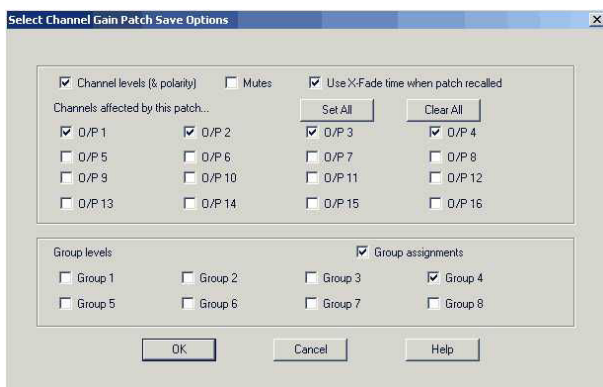 Select Channel Gain Patch Save Options
Channel levels (& polarity) Mutes Use X-Fade time when patch recalled
Channels affected by this patch... Set All Clear All
O/P 1 O/P 2 O/P 3 O/P 4
O/P 5 O/P 6 O/P 7 O/P 8
O/P 9 O/P 10 O/P 11 O/P 12
O/P 13 O/P 14 O/P 15 O/P 16
Group levels Group assignments
Group 1 Group 2 Group 3 Group 4
Group 5 Group 6 Group 7 Group 8
OK Cancel Help